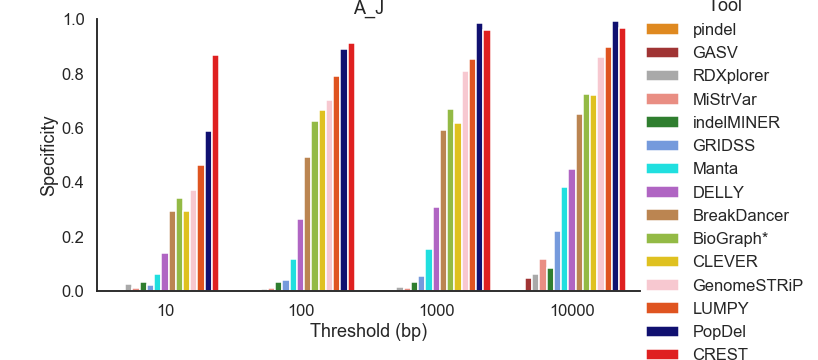 A_J
Tool
1.0
0.8
0.6
0.4
0.2
0.0
Specificity
10
100
1000
10000
Threshold (bp)
pindel
GASV
RDXplorer
MiStrVar
indelMINER
GRIDSS
Manta
DELLY
BreakDancer
BioGraph*
CLEVER
GenomeSTRiP
LUMPY
PopDel
CREST